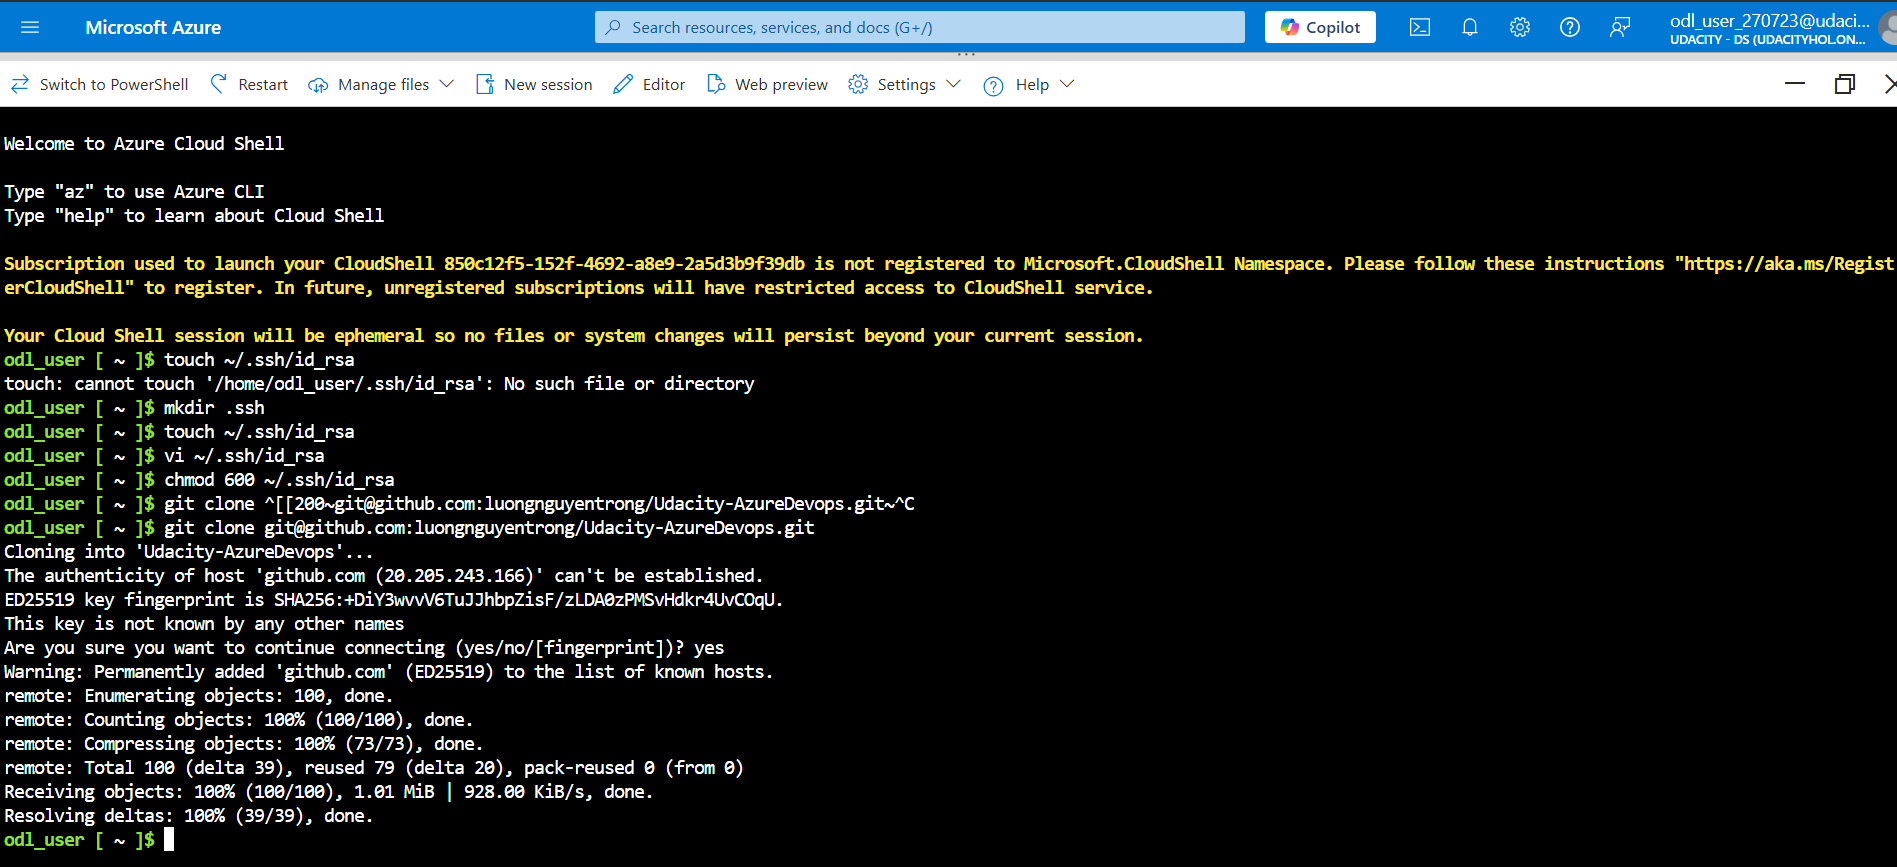 Microsoft Azure
Search resources, services, and docs (G+/)
Copilot
odl_user_270723@udaci...
UDACITY - DS (UDACITYHOL.ON...
Switch to PowerShell
Restart
Manage files
New session
Editor
Web preview
Settings
Help
Welcome to Azure Cloud Shell
Type "az" to use Azure CLI
Type "help" to learn about Cloud Shell
Subscription used to launch your CloudShell 850c12f5-152f-4692-a8e9-2a5d3b9f39db is not registered to Microsoft.CloudShell Namespace. Please follow these instructions "https://aka.ms/Regist
erCloudShell" to register. In future, unregistered subscriptions will have restricted access to CloudShell service.
Your Cloud Shell session will be ephemeral so no files or system changes will persist beyond your current session.
odl_user [ ~ ]$ touch ~/.ssh/id_rsa
touch: cannot touch '/home/odl_user/.ssh/id_rsa': No such file or directory
odl_user [ ~ ]$ mkdir .ssh
odl_user [ ~ ]$ touch ~/.ssh/id_rsa
odl_user [ ~ ]$ vi ~/.ssh/id_rsa
odl_user [ ~ ]$ chmod 600 ~/.ssh/id_rsa
odl_user [ ~ ]$ git clone ^[[200~git@github.com:luongnguyentrong/Udacity-AzureDevops.git~^C
odl_user [ ~ ]$ git clone git@github.com:luongnguyentrong/Udacity-AzureDevops.git
Cloning into 'Udacity-AzureDevops'...
The authenticity of host 'github.com (20.205.243.166)' can't be established.
ED25519 key fingerprint is SHA256:+DiY3wvvV6TuJJhbpZisF/zLDA0zPMSvHdkr4UvCOqU.
This key is not known by any other names
Are you sure you want to continue connecting (yes/no/[fingerprint])? yes
Warning: Permanently added 'github.com' (ED25519) to the list of known hosts.
remote: Enumerating objects: 100, done.
remote: Counting objects: 100% (100/100), done.
remote: Compressing objects: 100% (73/73), done.
remote: Total 100 (delta 39), reused 79 (delta 20), pack-reused 0 (from 0)
Receiving objects: 100% (100/100), 1.01 MiB | 928.00 KiB/s, done.
Resolving deltas: 100% (39/39), done.
odl_user [ ~ ]$